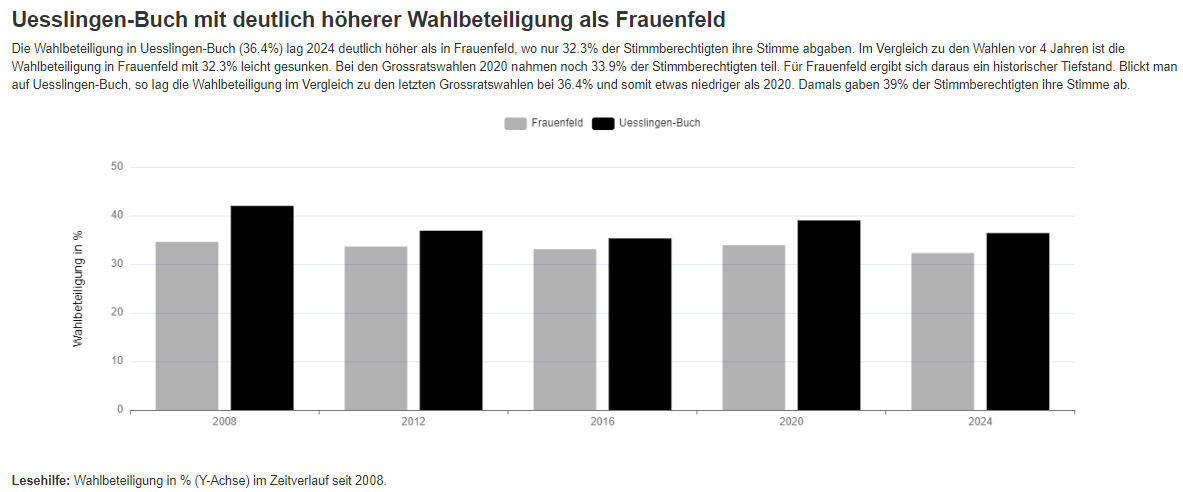 Uesslingen-Buch mit deutlich höherer Wahlbeteiligung als Frauenfeld
Die Wahlbeteiligung in Uesslingen-Buch (36.4%) lag 2024 deutlich höher als in Frauenfeld, wo nur 32.3% der Stimmberechtigten ihre Stimme abgaben. Im Vergleich zu den Wahlen vor 4 Jahren ist die
Wahlbeteiligung in Frauenfeld mit 32.3% leicht gesunken. Bei den Grossratswahlen 2020 nahmen noch 33.9% der Stimmberechtigten teil. Für Frauenfeld ergibt sich daraus ein historischer Tiefstand. Blickt man
auf Uesslingen-Buch, so lag die Wahlbeteiligung im Vergleich zu den letzten Grossratswahlen bei 36.4% und somit etwas niedriger als 2020. Damals gaben 39% der Stimmberechtigten ihre Stimme ab.
Frauenfeld Uesslingen-Buch
Wahlbeteiligung in %
50
40
30
20
10
0
2008 2012 2016 2020 2024
Lesehilfe: Wahlbeteiligung in % (Y-Achse) im Zeitverlauf seit 2008.